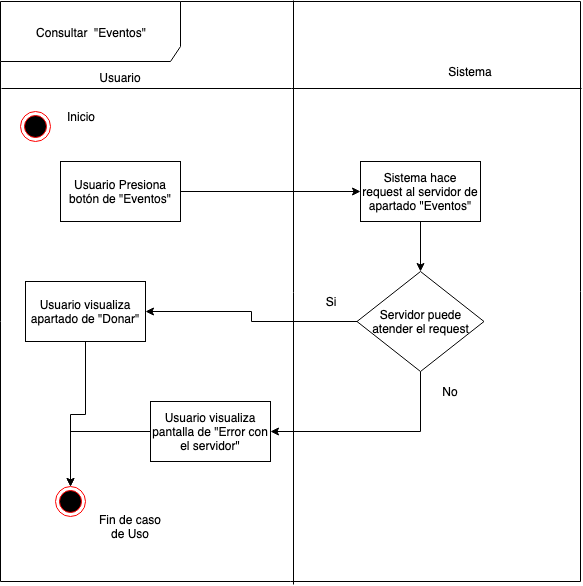 Consultar "Eventos"
Usuario
Sistema
Inicio
Usuario Presiona
botón de "Eventos"
Sistema hace
request al servidor de
apartado "Eventos"
Usuario visualiza
apartado de "Donar"
Si
Servidor puede
atender el request
No
Usuario visualiza
pantalla de "Error con
el servidor"
Fin de caso
de Uso